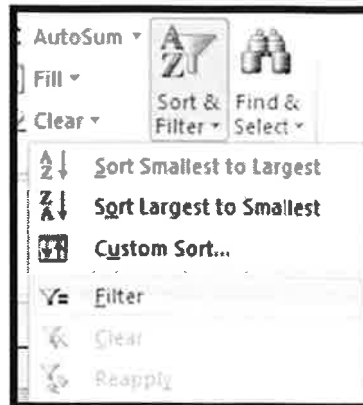 AutoSum
Fill
Clear
Sort & Filter
Find & Select
Sort Smallest to Largest
Sort Largest to Smallest
Custom Sort...
Filter
Clear
Reapply